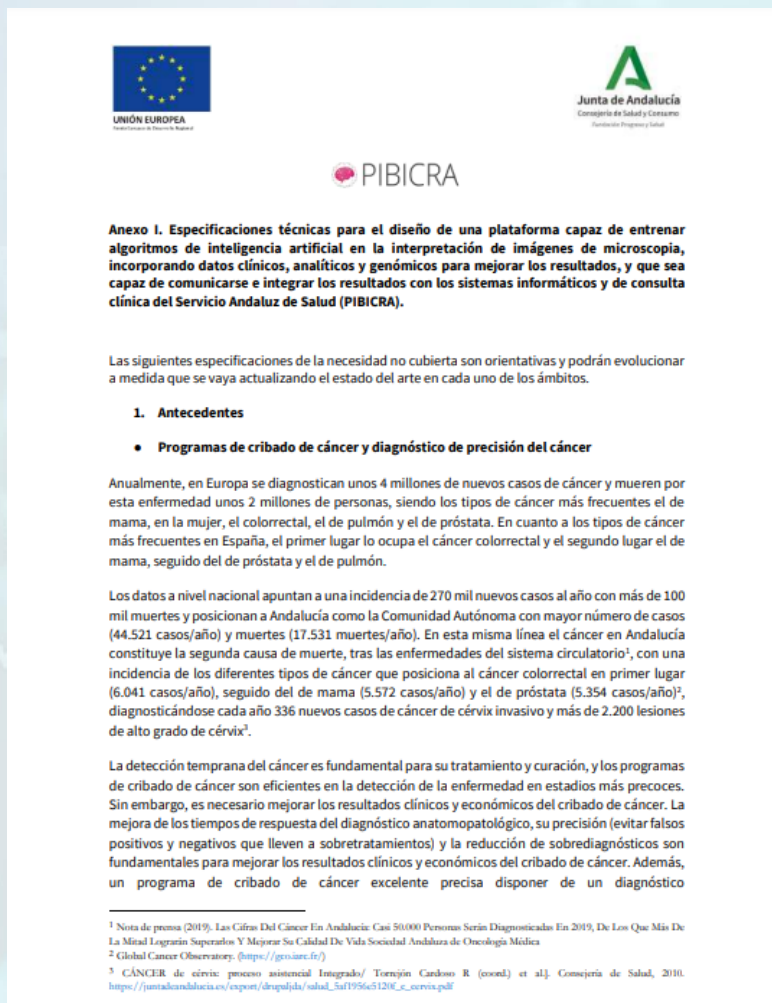 UNIÓN EUROPEA
Fondo Europeo de Desarrollo Regional
Junta de Andalucía
Consejería de Salud y Consumo
Fundación Progreso y Salud
PIBICRA
Anexo I. Especificaciones técnicas para el diseño de una plataforma capaz de entrenar
algoritmos de inteligencia artificial en la interpretación de imágenes de microscopia,
incorporando datos clínicos, analíticos y genómicos para mejorar los resultados, y que sea
capaz de comunicarse e integrar los resultados con los sistemas informáticos y de consulta
clínica del Servicio Andaluz de Salud (PIBICRA).
Las siguientes especificaciones de la necesidad no cubierta son orientativas y podrán evolucionar
a medida que se vaya actualizando el estado del arte en cada uno de los ámbitos.
1. Antecedentes
● Programas de cribado de cáncer y diagnóstico de precisión del cáncer
Anualmente, en Europa se diagnostican unos 4 millones de nuevos casos de cáncer y mueren por
esta enfermedad unos 2 millones de personas, siendo los tipos de cáncer más frecuentes el de
mama, en la mujer, el colorrectal, el de pulmón y el de próstata. En cuanto a los tipos de cáncer
más frecuentes en España, el primer lugar lo ocupa el cáncer colorrectal y el segundo lugar el de
mama, seguido del de próstata y el de pulmón.
Los datos a nivel nacional apuntan a una incidencia de 270 mil nuevos casos al año con más de 100
mil muertes y posicionan a Andalucía como la Comunidad Autónoma con mayor número de casos
(44.521 casos/año) y muertes (17.531 muertes/año). En esta misma línea el cáncer en Andalucía
constituye la segunda causa de muerte, tras las enfermedades del sistema circulatorio¹, con una
incidencia de los diferentes tipos de cáncer que posiciona al cáncer colorrectal en primer lugar
(6.041 casos/año), seguido del de mama (5.572 casos/año) y el de próstata (5.354 casos/año)²,
diagnosticándose cada año 336 nuevos casos de cáncer de cérvix invasivo y más de 2.200 lesiones
de alto grado de cérvix³.
La detección temprana del cáncer es fundamental para su tratamiento y curación, y los programas
de cribado de cáncer son eficientes en la detección de la enfermedad en estadios más precoces.
Sin embargo, es necesario mejorar los resultados clínicos y económicos del cribado de cáncer. La
mejora de los tiempos de respuesta del diagnóstico anatomopatológico, su precisión (evitar falsos
positivos y negativos que lleven a sobretratamientos) y la reducción de sobrediagnósticos son
fundamentales para mejorar los resultados clínicos y económicos del cribado de cáncer. Además,
un programa de cribado de cáncer excelente precisa disponer de un diagnóstico
¹ Nota de prensa (2019). Las Cifras Del Cáncer En Andalucía: Casi 50.000 Personas Serán Diagnosticadas En 2019, De Los Que Más De
La Mitad Lograrán Superarlos Y Mejorar Su Calidad De Vida Sociedad Andaluza de Oncología Médica
² Global Cancer Observatory. (https://gco.iarc.fr/)
³ CÁNCER de cérvix: proceso asistencial Integrado/ Torrejón Cardoso R (coord.) et al.]. Consejería de Salud, 2010.
https://juntadeandalucia.es/export/drupaljda/salud_5af1956c5120f_c_cervix.pdf